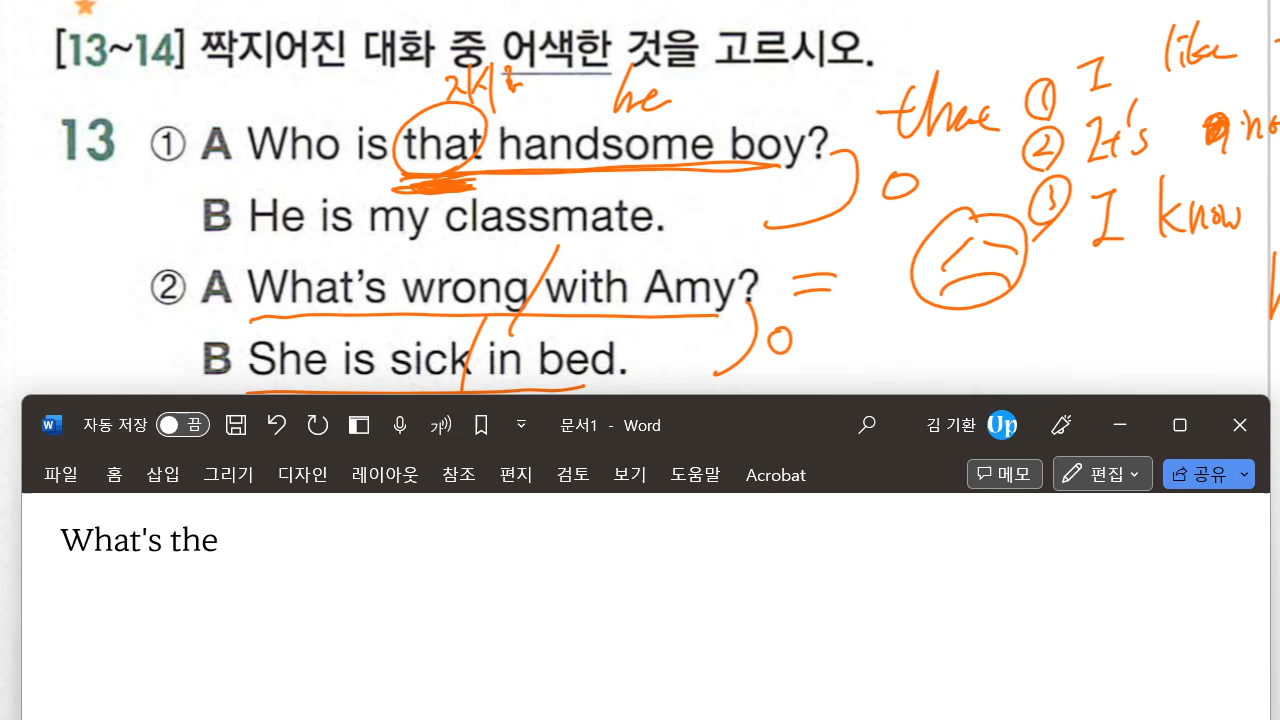 [13~14] 짝지어진 대화 중 어색한 것을 고르시오.
he
13 ① A Who is that handsome boy?
B He is my classmate.
② A What's wrong with Amy? =
B She is sick in bed.
① I like
② It's
③ I know
자동 저장 끔 가 문서1 - Word 김 기환 Up
파일 홈 삽입 그리기 디자인 레이아웃 참조 편지 검토 보기 도움말 Acrobat 메모 편집 공유
What's the